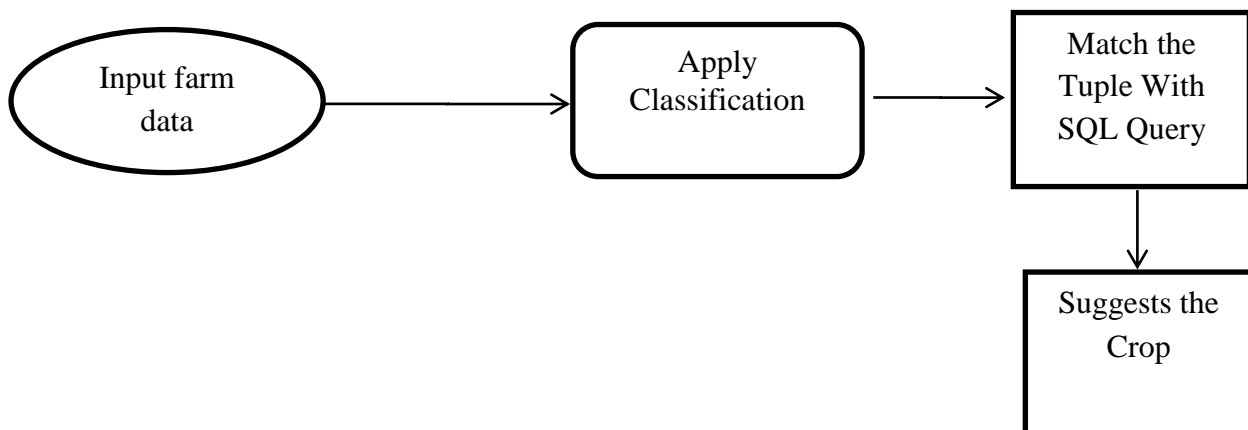 Input farm
data
Apply
Classification
Match the
Tuple With
SQL Query
Suggests the
Crop